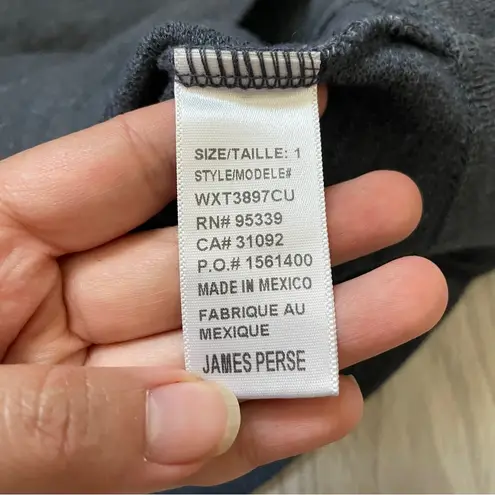 SIZE/TAILLE: 1
STYLE/MODELE#
WXT3897CU
RN# 95339
CA# 31092
P.O.# 1561400
MADE IN MEXICO
FABRIQUE AU
MEXIQUE
JAMES PERSE